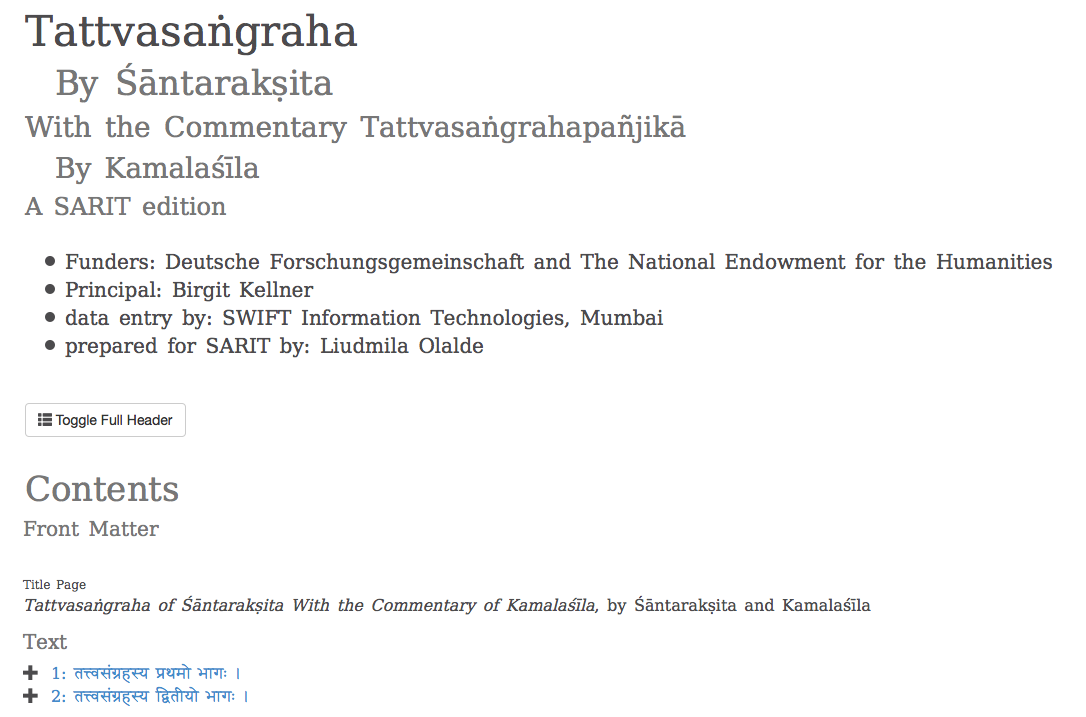 Tattvasaṅgraha
By Śāntarakṣita
With the Commentary Tattvasaṅgrahapañjikā
By Kamalaśīla
A SARIT edition
Funders: Deutsche Forschungsgemeinschaft and The National Endowment for the Humanities
Principal: Birgit Kellner
data entry by: SWIFT Information Technologies, Mumbai
prepared for SARIT by: Liudmila Olalde
Toggle Full Header
Contents
Front Matter
Title Page
Tattvasaṅgraha of Śāntarakṣita With the Commentary of Kamalaśīla, by Śāntarakṣita and Kamalaśīla
Text
1: तत्त्वसंग्रहस्य प्रथमो भागः ।
2: तत्त्वसंग्रहस्य द्वितीयो भागः ।